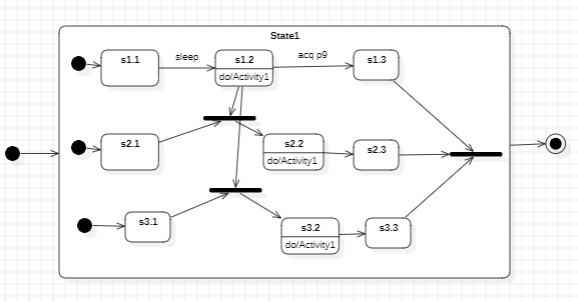 State1
s1.1
sleep
s1.2
do/Activity1
acq p9
s1.3
s2.1
s2.2
do/Activity1
s2.3
s3.1
s3.2
do/Activity1
s3.3